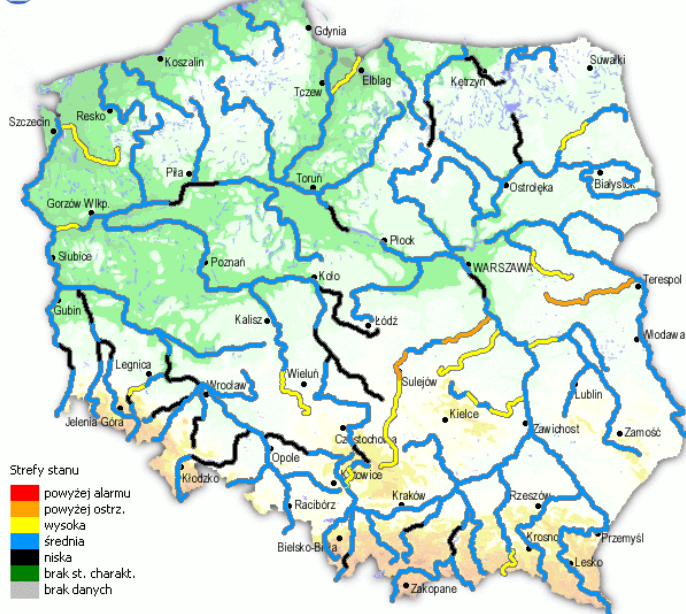 Gdynia
Koszalin
Suwałki
Elbląg
Kętrzyn
Tczew
Resko
Szczecin
Piła
Toruń
Ostrołęka
Białystok
Gorzów Wlkp.
Płock
Słubice
Poznań
WARSZAWA
Koło
Terespol
Gubin
Kalisz
Łódź
Włodawa
Legnica
Wieluń
Sulejów
Wrocław
Lublin
Jelenia Góra
Kielce
Zawichost
Zamość
Częstochowa
Opole
Strefy stanu
Kłodzko
Katowice
powyżej alarmu
Racibórz
Kraków
Rzeszów
powyżej ostrz.
wysoka
Krosno
Przemyśl
średnia
Bielsko-Biała
niska
Lesko
brak st. charakt.
Zakopane
brak danych